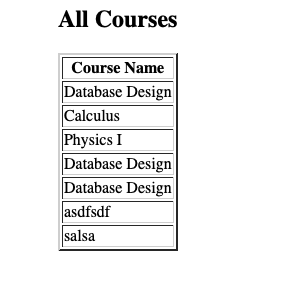 All Courses
Course Name
Database Design
Calculus
Physics I
Database Design
Database Design
asdfsdf
salsa